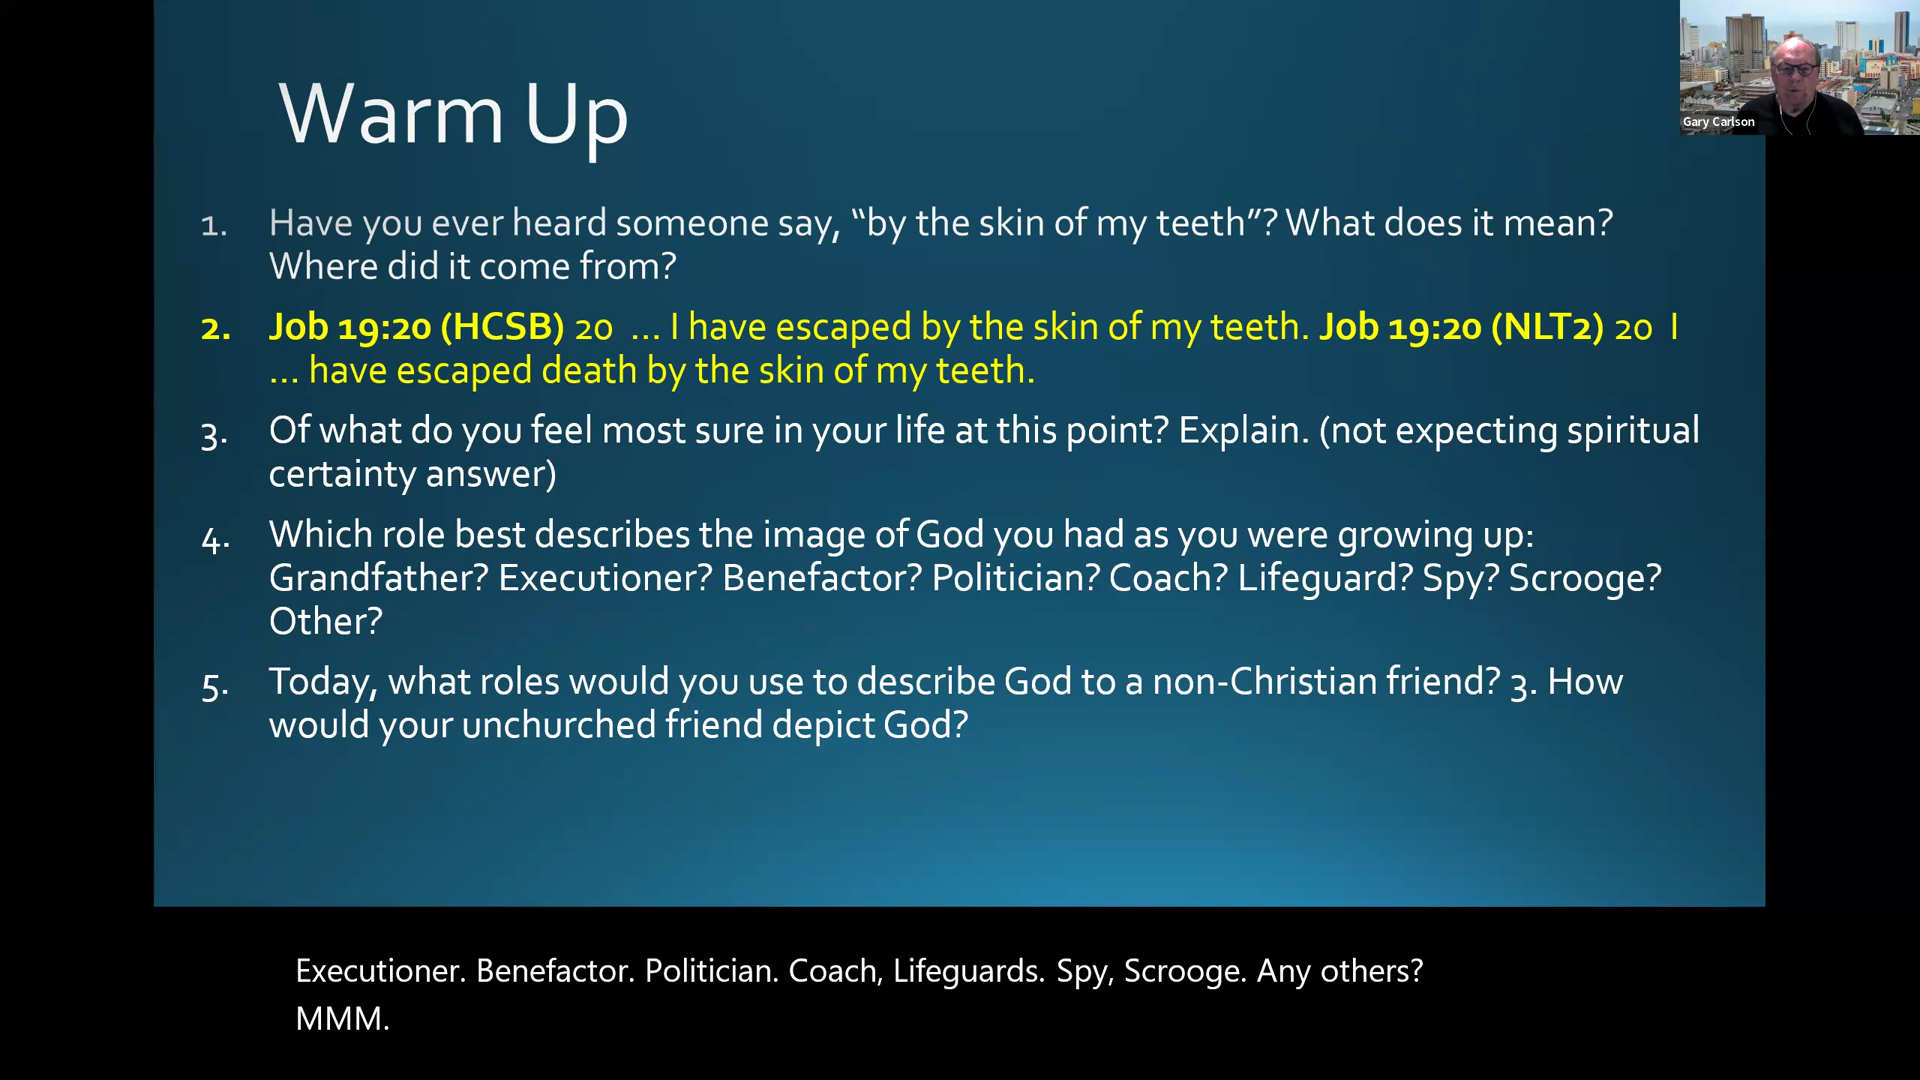 Warm Up
Gary Carlson
1. Have you ever heard someone say, “by the skin of my teeth”? What does it mean?
Where did it come from?
2. Job 19:20 (HCSB) 20 ... I have escaped by the skin of my teeth. Job 19:20 (NLT2) 20 I
... have escaped death by the skin of my teeth.
3. Of what do you feel most sure in your life at this point? Explain. (not expecting spiritual
certainty answer)
4. Which role best describes the image of God you had as you were growing up:
Grandfather? Executioner? Benefactor? Politician? Coach? Lifeguard? Spy? Scrooge?
Other?
5. Today, what roles would you use to describe God to a non-Christian friend? 3. How
would your unchurched friend depict God?
Executioner. Benefactor. Politician. Coach, Lifeguards. Spy, Scrooge. Any others?
MMM.